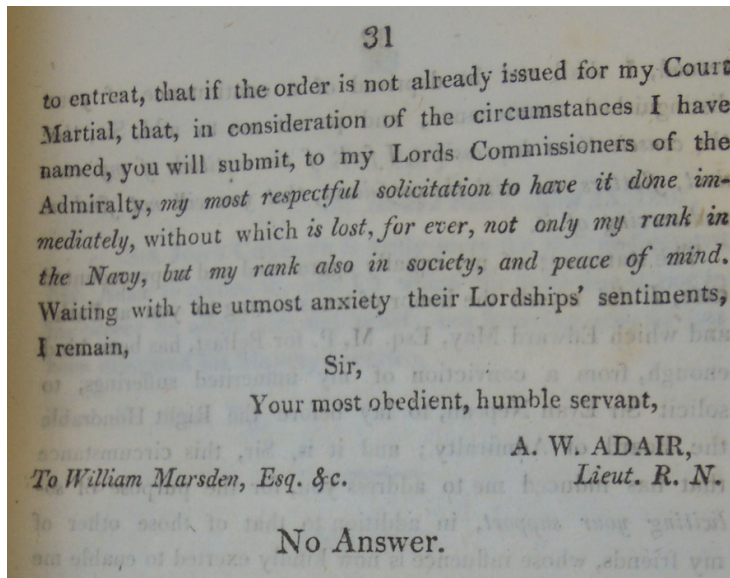 31
to entreat, that if the order is not already issued for my Court
Martial, that, in consideration of the circumstances I have
named, you will submit, to my Lords Commissioners of the
Admiralty, my most respectful solicitation to have it done im-
mediately, without which is lost, for ever, not only my rank in
the Navy, but my rank also in society, and peace of mind.
Waiting with the utmost anxiety their Lordships' sentiments,
I remain,
Sir,
Your most obedient, humble servant,
A. W. ADAIR,
To William Marsden, Esq. &c. Lieut. R. N.
No Answer.